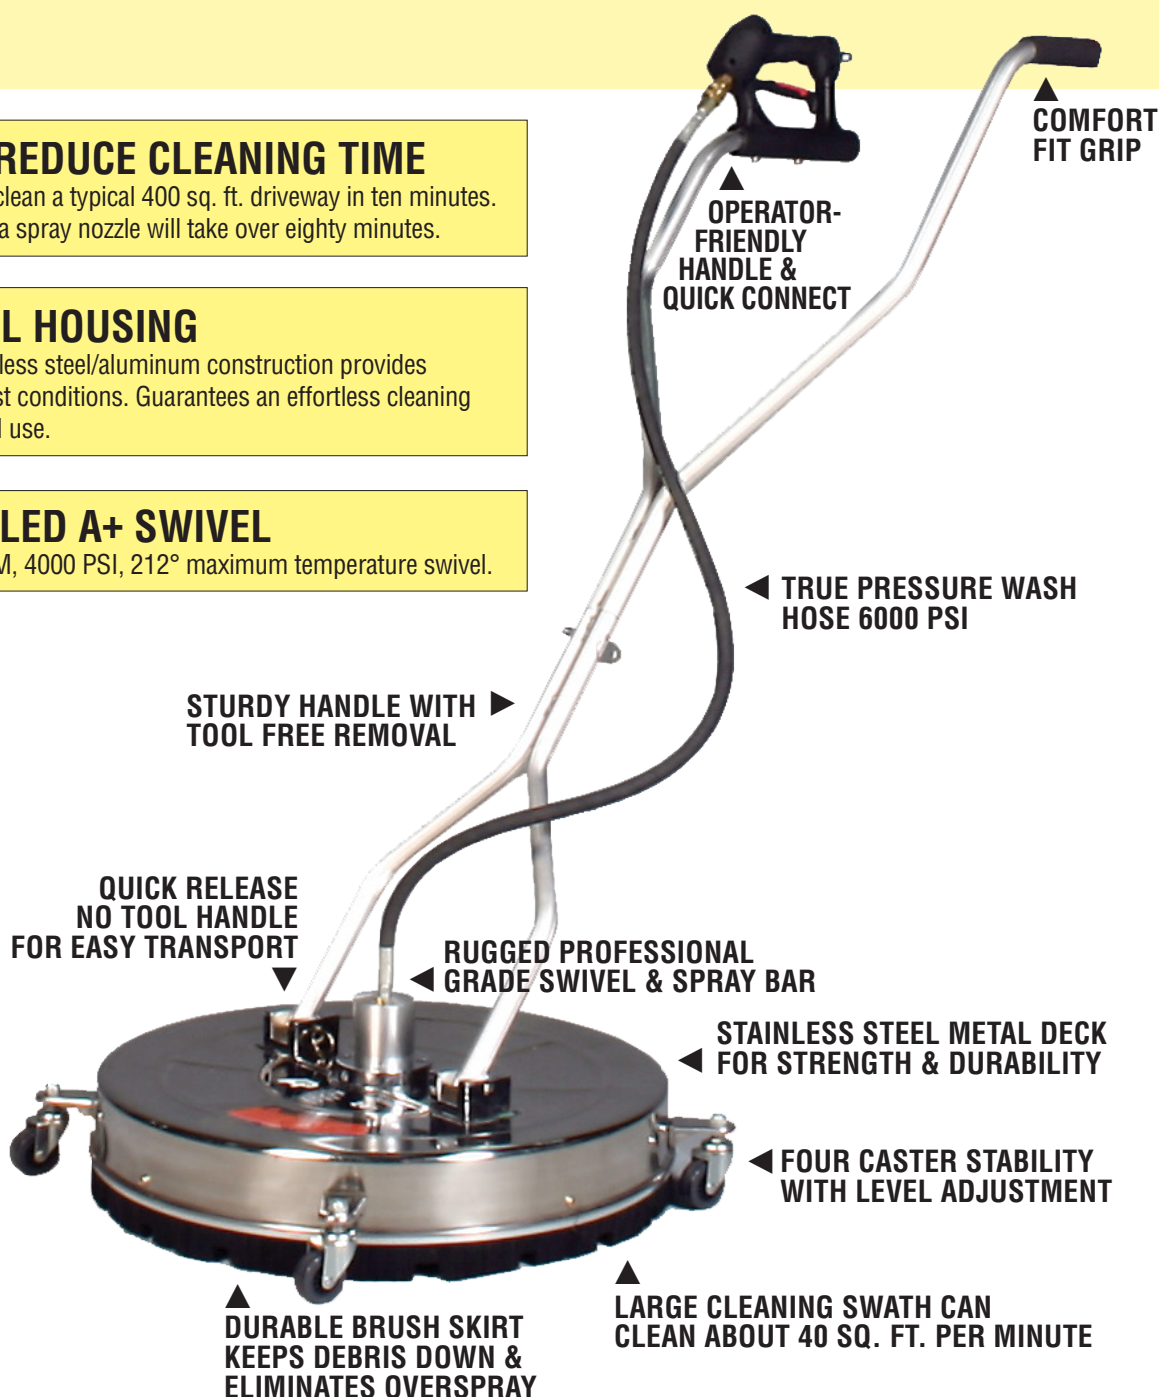 REDUCE CLEANING TIME
clean a typical 400 sq. ft. driveway in ten minutes.
a spray nozzle will take over eighty minutes.
L HOUSING
less steel/aluminum construction provides
st conditions. Guarantees an effortless cleaning
l use.
LED A+ SWIVEL
M, 4000 PSI, 212° maximum temperature swivel.
COMFORT
FIT GRIP
OPERATOR-
FRIENDLY
HANDLE &
QUICK CONNECT
TRUE PRESSURE WASH
HOSE 6000 PSI
STURDY HANDLE WITH
TOOL FREE REMOVAL
QUICK RELEASE
NO TOOL HANDLE
FOR EASY TRANSPORT
RUGGED PROFESSIONAL
GRADE SWIVEL & SPRAY BAR
STAINLESS STEEL METAL DECK
FOR STRENGTH & DURABILITY
FOUR CASTER STABILITY
WITH LEVEL ADJUSTMENT
LARGE CLEANING SWATH CAN
CLEAN ABOUT 40 SQ. FT. PER MINUTE
DURABLE BRUSH SKIRT
KEEPS DEBRIS DOWN &
ELIMINATES OVERSPRAY